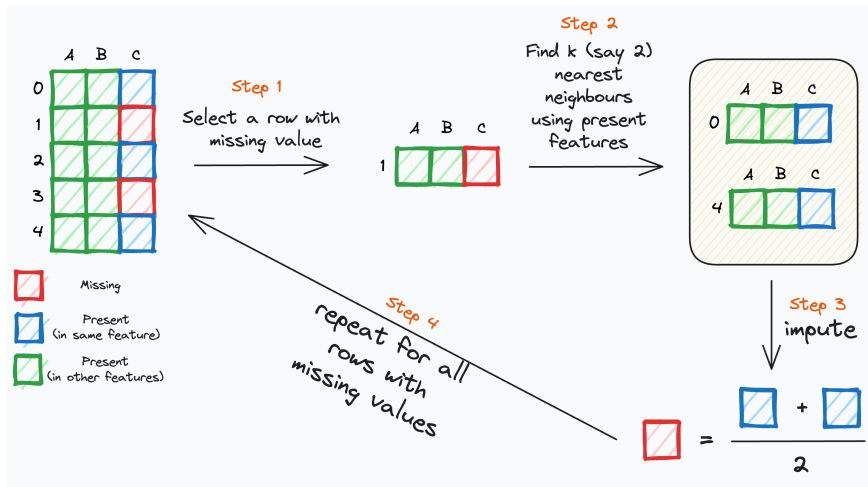 A B C
0
1
2
3
4
Missing
Present
(in same feature)
Present
(in other features)
Step 1
Select a row with
missing value
A B C
1
Step 2
Find k (say 2)
nearest
neighbours
using present
features
A B C
0
A B C
4
Step 3
impute
= +
2
Step 4
repeat for all
rows with
missing values